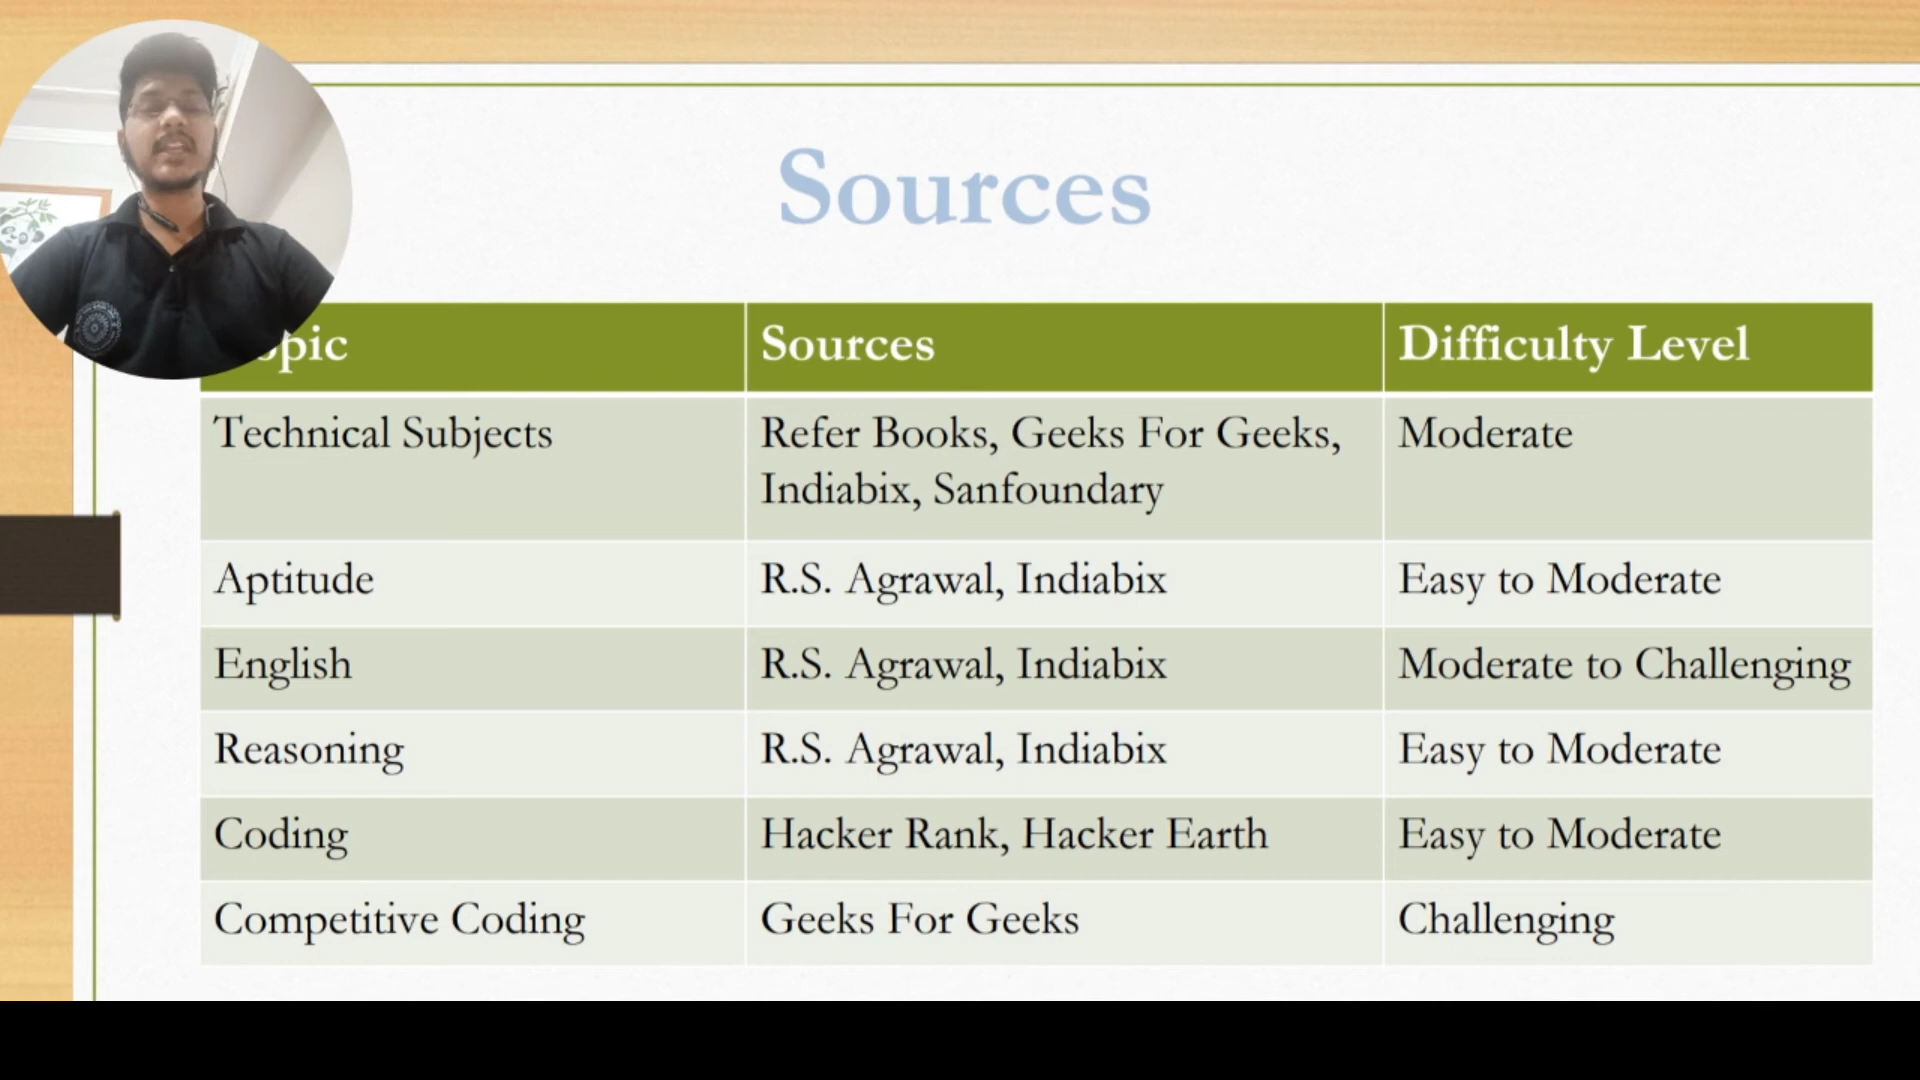 Sources
Sources
Difficulty Level
Technical Subjects
Refer Books, Geeks For Geeks,
Indiabix, Sanfoundary
Moderate
Aptitude
R.S. Agrawal, Indiabix
Easy to Moderate
English
R.S. Agrawal, Indiabix
Moderate to Challenging
Reasoning
R.S. Agrawal, Indiabix
Easy to Moderate
Coding
Hacker Rank, Hacker Earth
Easy to Moderate
Competitive Coding
Geeks For Geeks
Challenging